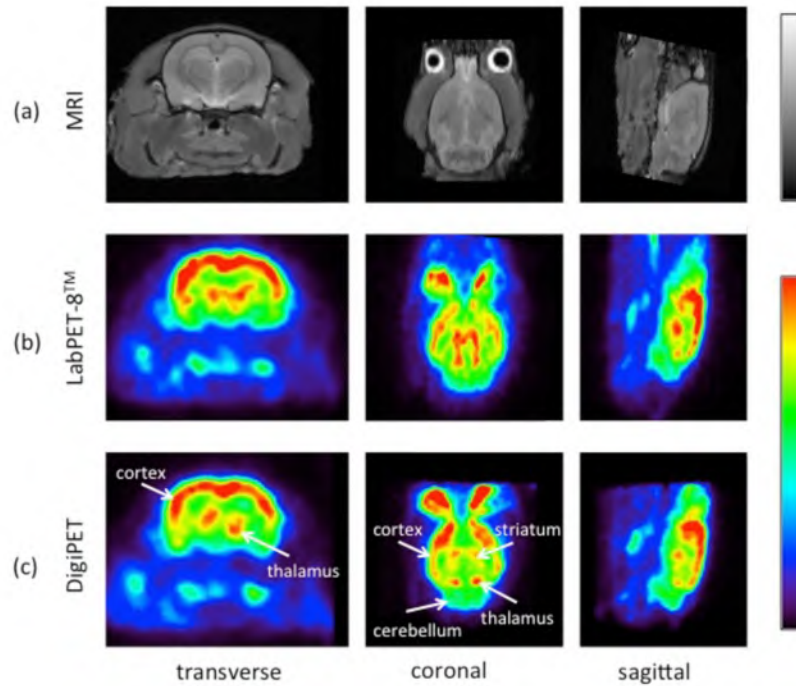 (a)
MRI
(b)
LabPET-8™
(c)
DigiPET
cortex
thalamus
cortex
striatum
cerebellum
thalamus
transverse
coronal
sagittal